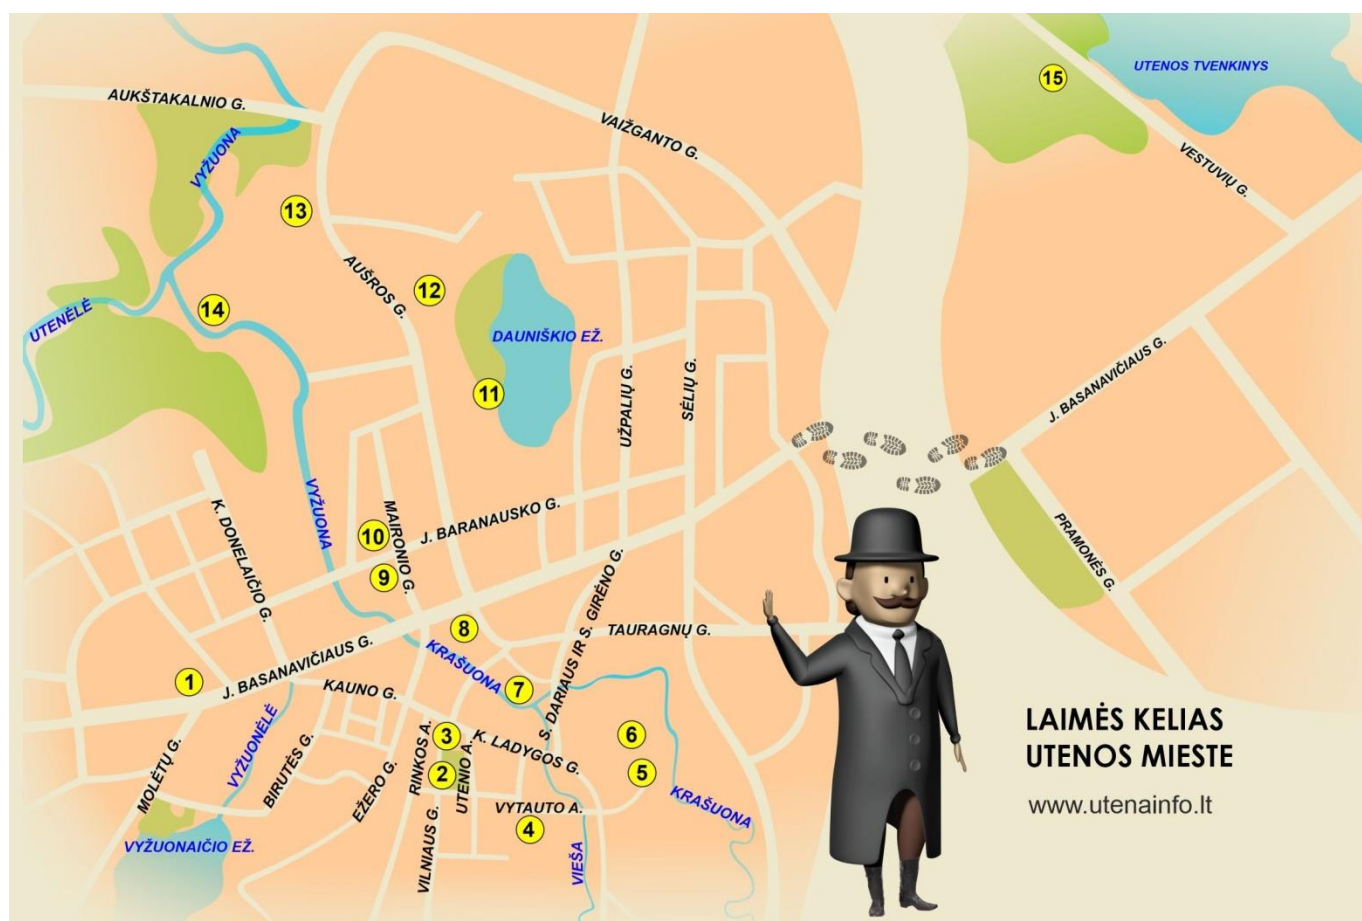 UTENOS TVENKINYS
15
AUKŠTAKALNIO G.
VAIŽGANTO G.
VYŽUONA
VESTUVIŲ G.
13
AUŠROS G.
12
14
UTENĖLĖ
DAUNIŠKIO EŽ.
11
UŽPALIŲ G.
SĖLIŲ G.
J. BASANAVIČIAUS G.
K. DONELAIČIO G.
VYŽUONA
MAIRONIO G.
J. BARANAUSKO G.
10
9
PRAMONĖS G.
8
S. DARIAUS IR S. GIRĖNO G.
TAURAGNŲ G.
KRAŠUONA
7
1
J. BASANAVIČIAUS G.
KAUNO G.
VYŽUONĖLĖ
MOLĖTŲ G.
BIRUTĖS G.
EŽERO G.
RINKOS A.
3
UTENIO A.
2
K. LADYGOS G.
6
5
KRAŠUONA
VYTAUTO A.
4
VILNIAUS G.
VIEŠA
VYŽUONAIČIO EŽ.
LAIMĖS KELIAS
UTENOS MIESTE
www.utenainfo.lt